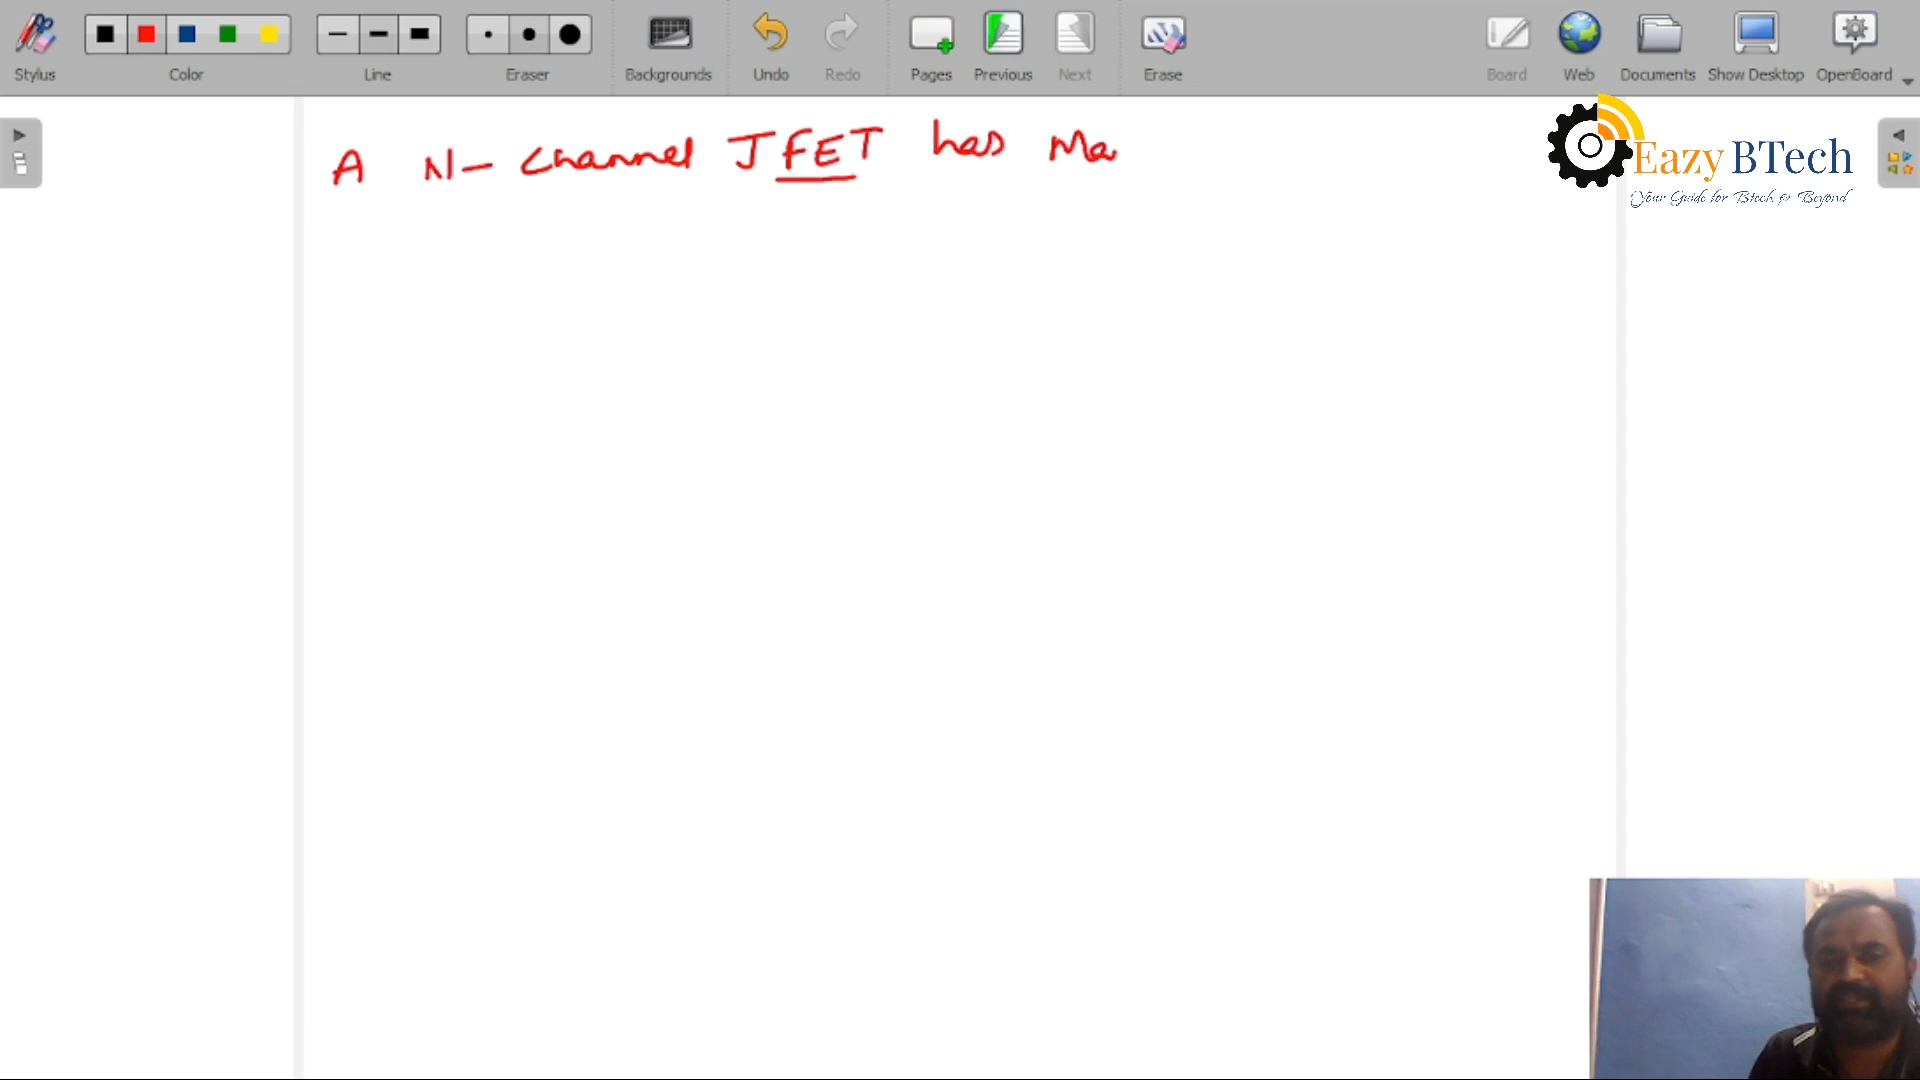 Stylus
Color
Line
Eraser
Backgrounds
Undo
Redo
Pages
Previous
Next
Erase
Board
Web
Documents
Show Desktop
OpenBoard
A N- Channel JFET has Ma
Eazy BTech
Your Guide for Btech & Beyond